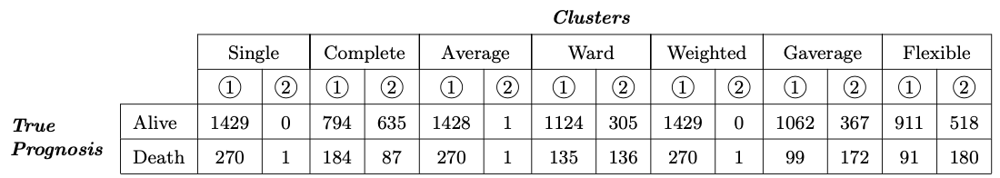 Clusters
Single Complete Average Ward Weighted Gaverage Flexible
① ② ① ② ① ② ① ② ① ② ① ② ① ②
True Prognosis
Alive 1429 0 794 635 1428 1 1124 305 1429 0 1062 367 911 518
Death 270 1 184 87 270 1 135 136 270 1 99 172 91 180